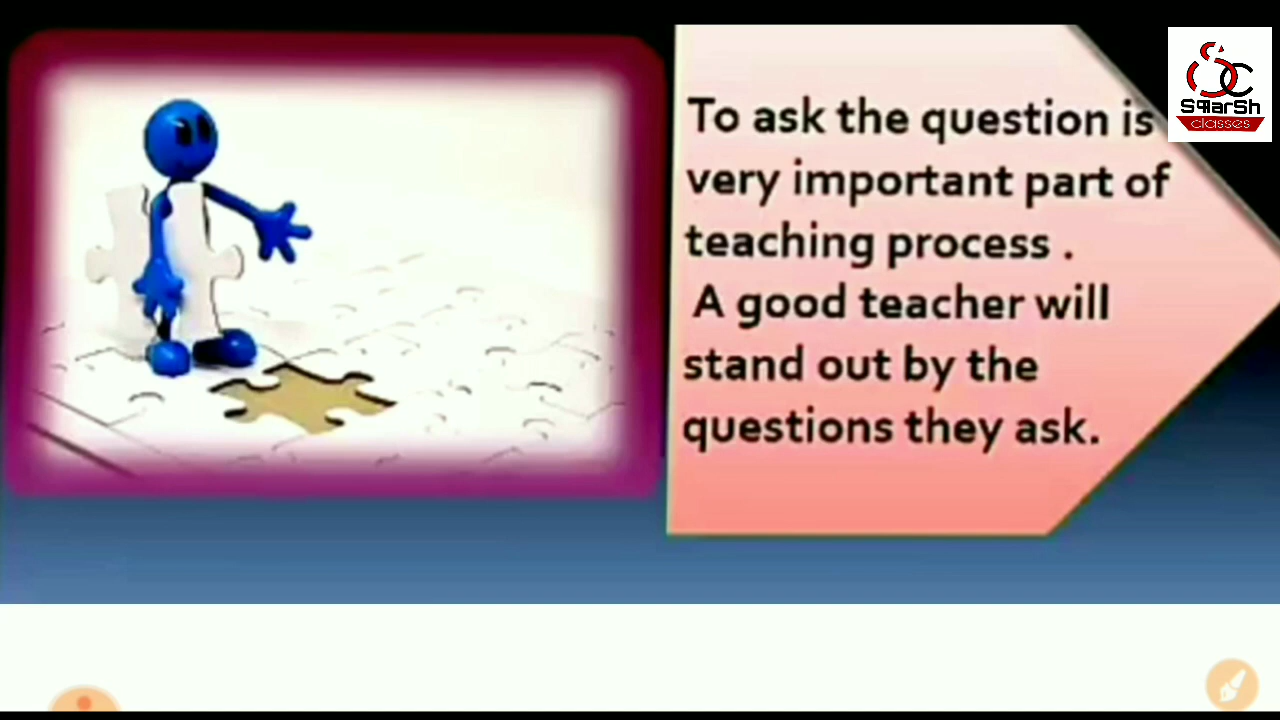 To ask the question is
very important part of
teaching process .
A good teacher will
stand out by the
questions they ask.
SparSh
classes